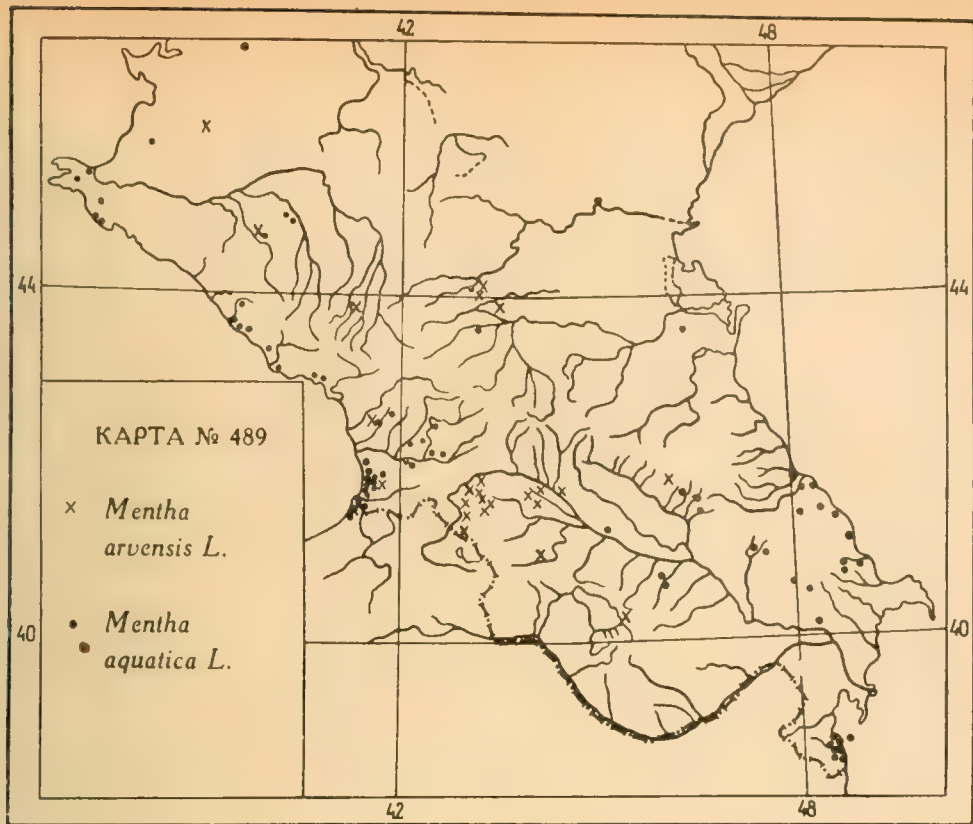 42 48
44 44
КАРТА № 489
× Mentha
arvensis L.
• Mentha
aquatica L.
40 40
42 48